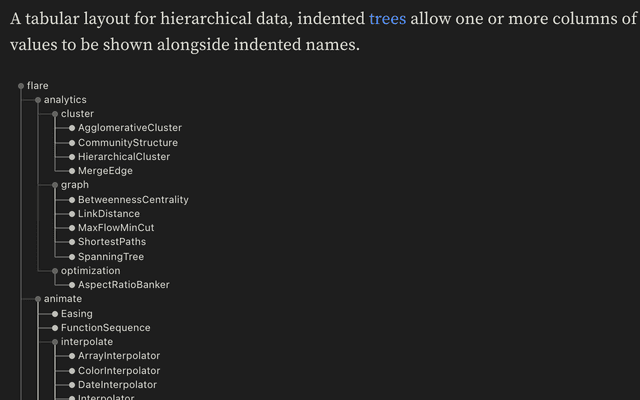 A tabular layout for hierarchical data, indented trees allow one or more columns of
values to be shown alongside indented names.
flare
analytics
cluster
AgglomerativeCluster
CommunityStructure
HierarchicalCluster
MergeEdge
graph
BetweennessCentrality
LinkDistance
MaxFlowMinCut
ShortestPaths
SpanningTree
optimization
AspectRatioBanker
animate
Easing
FunctionSequence
interpolate
ArrayInterpolator
ColorInterpolator
DateInterpolator
Interpolator